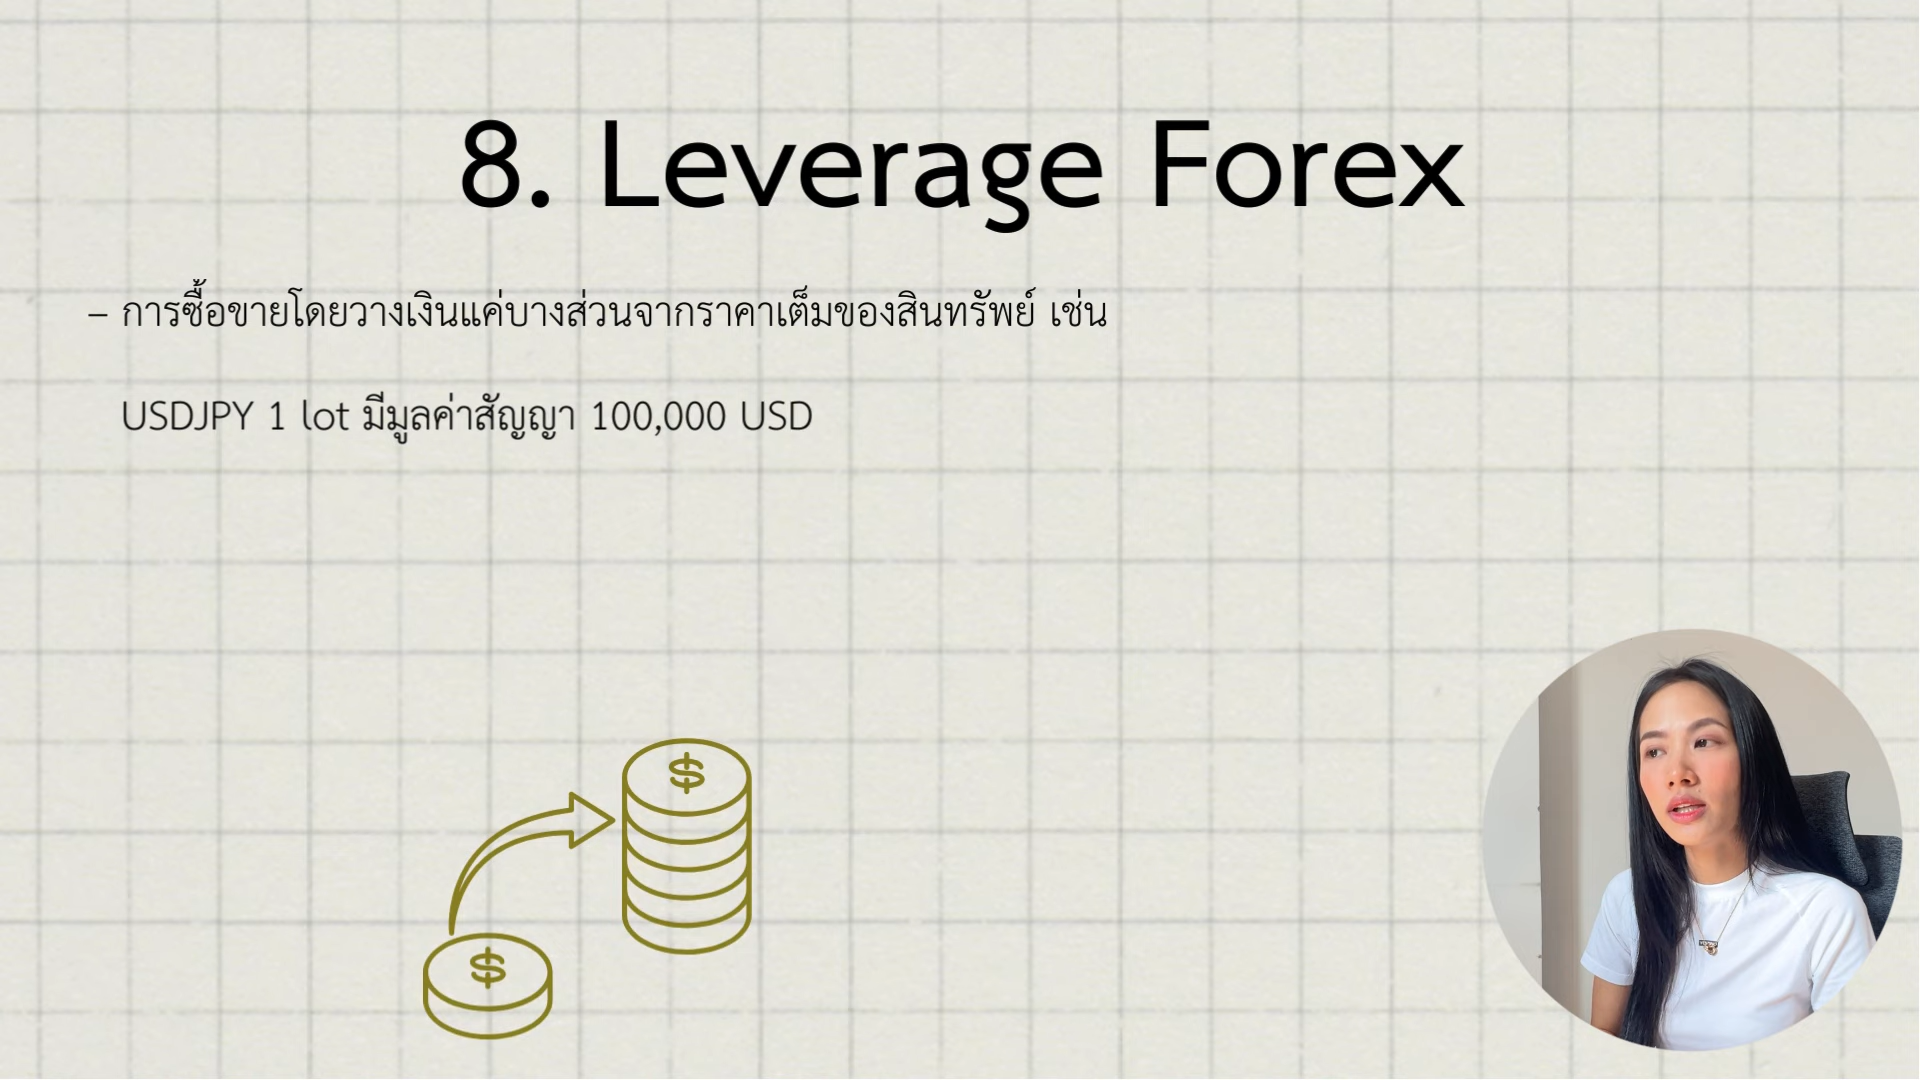 8. Leverage Forex
– การซื้อขายโดยวางเงินแค่บางส่วนจากราคาเต็มของสินทรัพย์ เช่น
USDJPY 1 lot มีมูลค่าสัญญา 100,000 USD
$
$